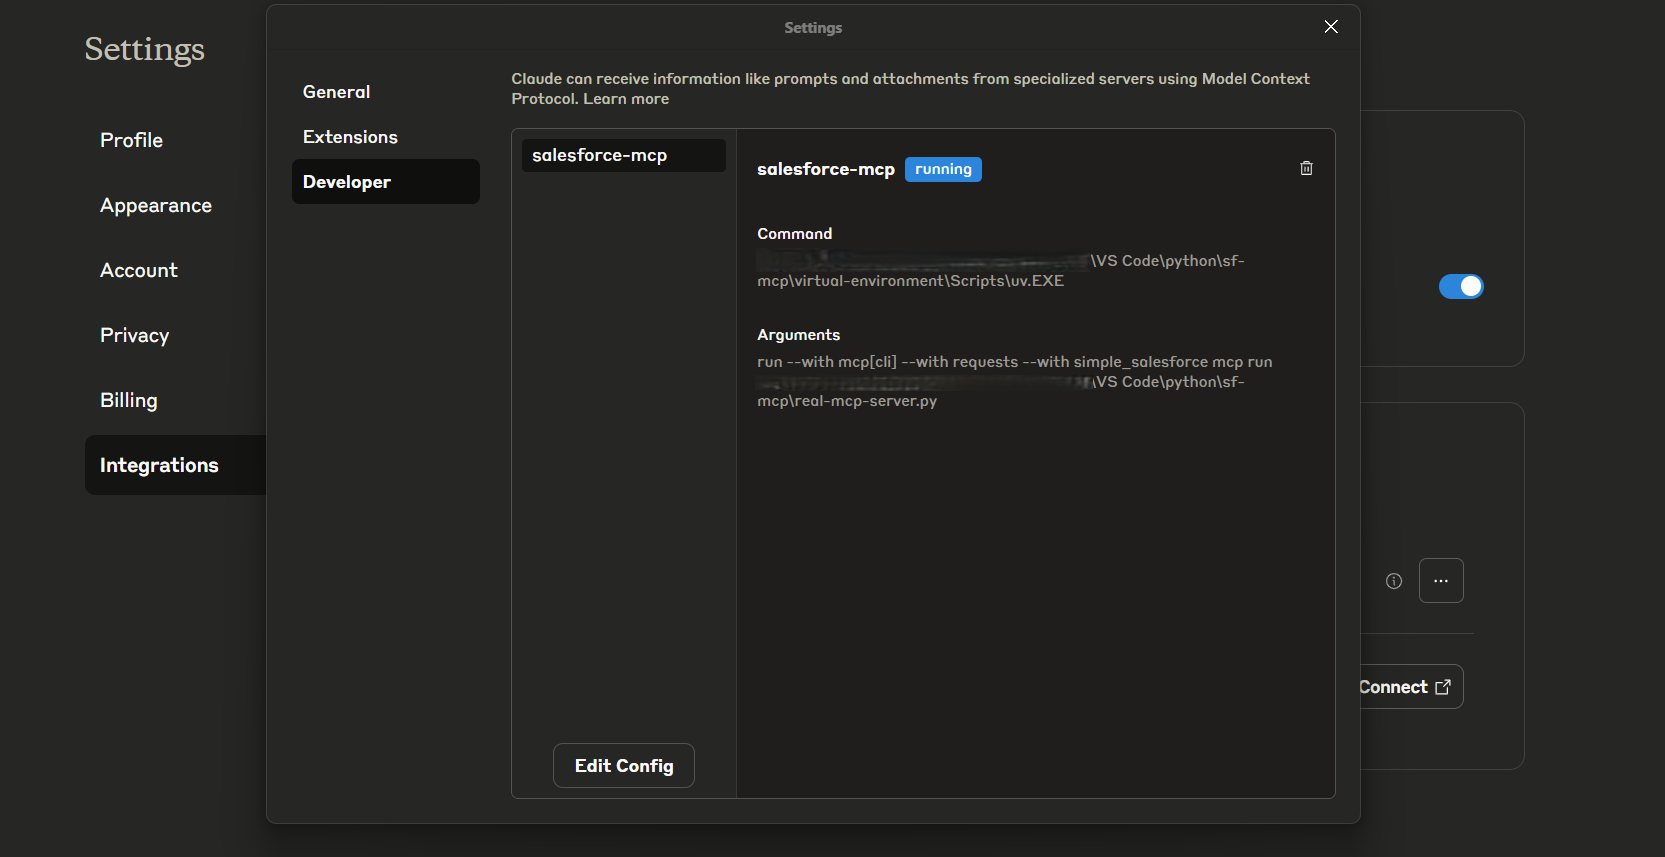 Settings
Profile
Appearance
Account
Privacy
Billing
Integrations
Settings
General
Extensions
Developer
Claude can receive information like prompts and attachments from specialized servers using Model Context
Protocol. Learn more
salesforce-mcp
Edit Config
salesforce-mcp running
Command
\VS Code\python\sf-
mcp\virtual-environment\Scripts\uv.EXE
Arguments
run --with mcp[cli] --with requests --with simple_salesforce mcp run
\VS Code\python\sf-
mcp\real-mcp-server.py
...
Connect